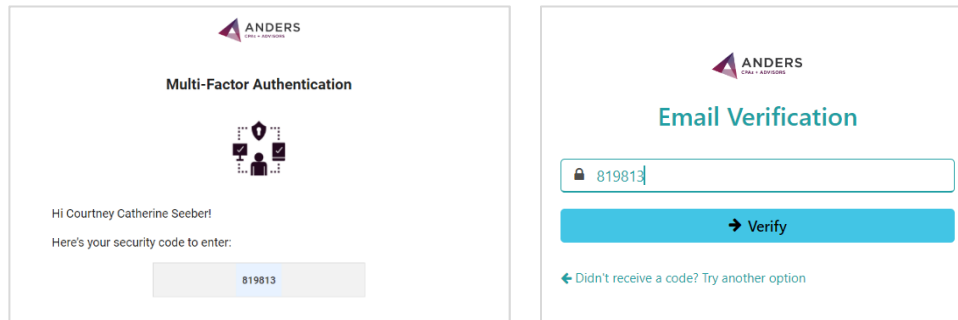 ANDERS
CPAs + ADVISORS
Multi-Factor Authentication
Hi Courtney Catherine Seeber!
Here's your security code to enter:
819813
ANDERS
CPAs + ADVISORS
Email Verification
819813
→ Verify
← Didn't receive a code? Try another option